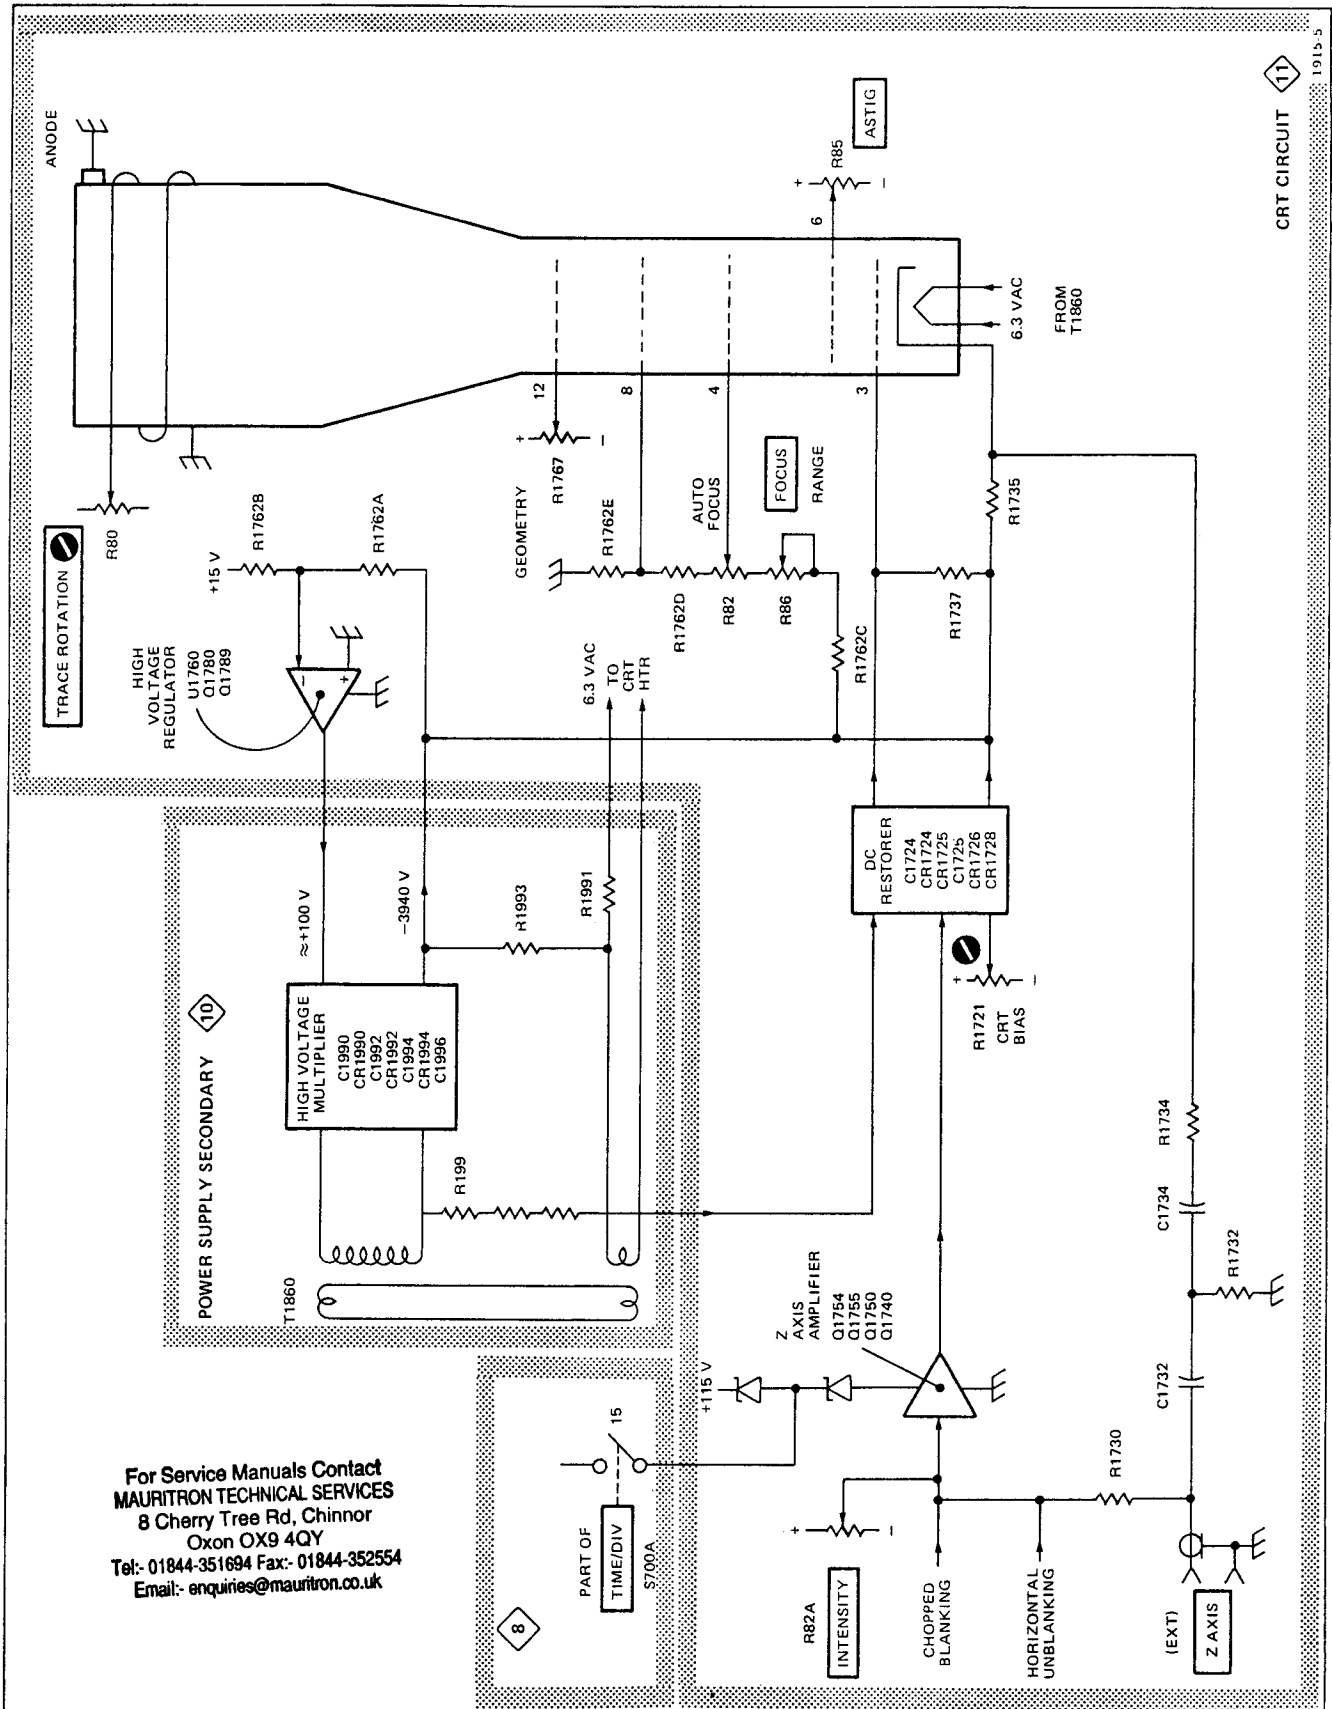 CRT CIRCUIT 11
1915-5
ANODE
TRACE ROTATION
R80
+15 V
R1762B
R1762A
HIGH
VOLTAGE
REGULATOR
U1760
Q1780
Q1789
−
+
GEOMETRY
+
R1767
−
12
8
4
3
6
+
R85
−
ASTIG
R1762E
R1762D
AUTO
FOCUS
R82
R86
FOCUS
RANGE
R1762C
R1737
R1735
6.3 VAC
FROM
T1860
6.3 VAC
TO
CRT
HTR
POWER SUPPLY SECONDARY 10
≈+100 V
−3940 V
HIGH VOLTAGE
MULTIPLIER
C1990
CR1990
C1992
CR1992
C1994
CR1994
C1996
R1993
R1991
R199
T1860
DC
RESTORER
C1724
CR1724
CR1725
C1725
CR1726
CR1728
+
−
R1721
CRT
BIAS
Z
AXIS
AMPLIFIER
Q1754
Q1755
Q1750
Q1740
+115 V
8
PART OF
TIME/DIV
S700A
15
R82A
INTENSITY
+
−
CHOPPED
BLANKING
HORIZONTAL
UNBLANKING
(EXT)
Z AXIS
R1730
C1732
R1732
C1734
R1734
For Service Manuals Contact
MAURITRON TECHNICAL SERVICES
8 Cherry Tree Rd, Chinnor
Oxon OX9 4QY
Tel:- 01844-351694 Fax:- 01844-352554
Email:- enquiries@mauritron.co.uk